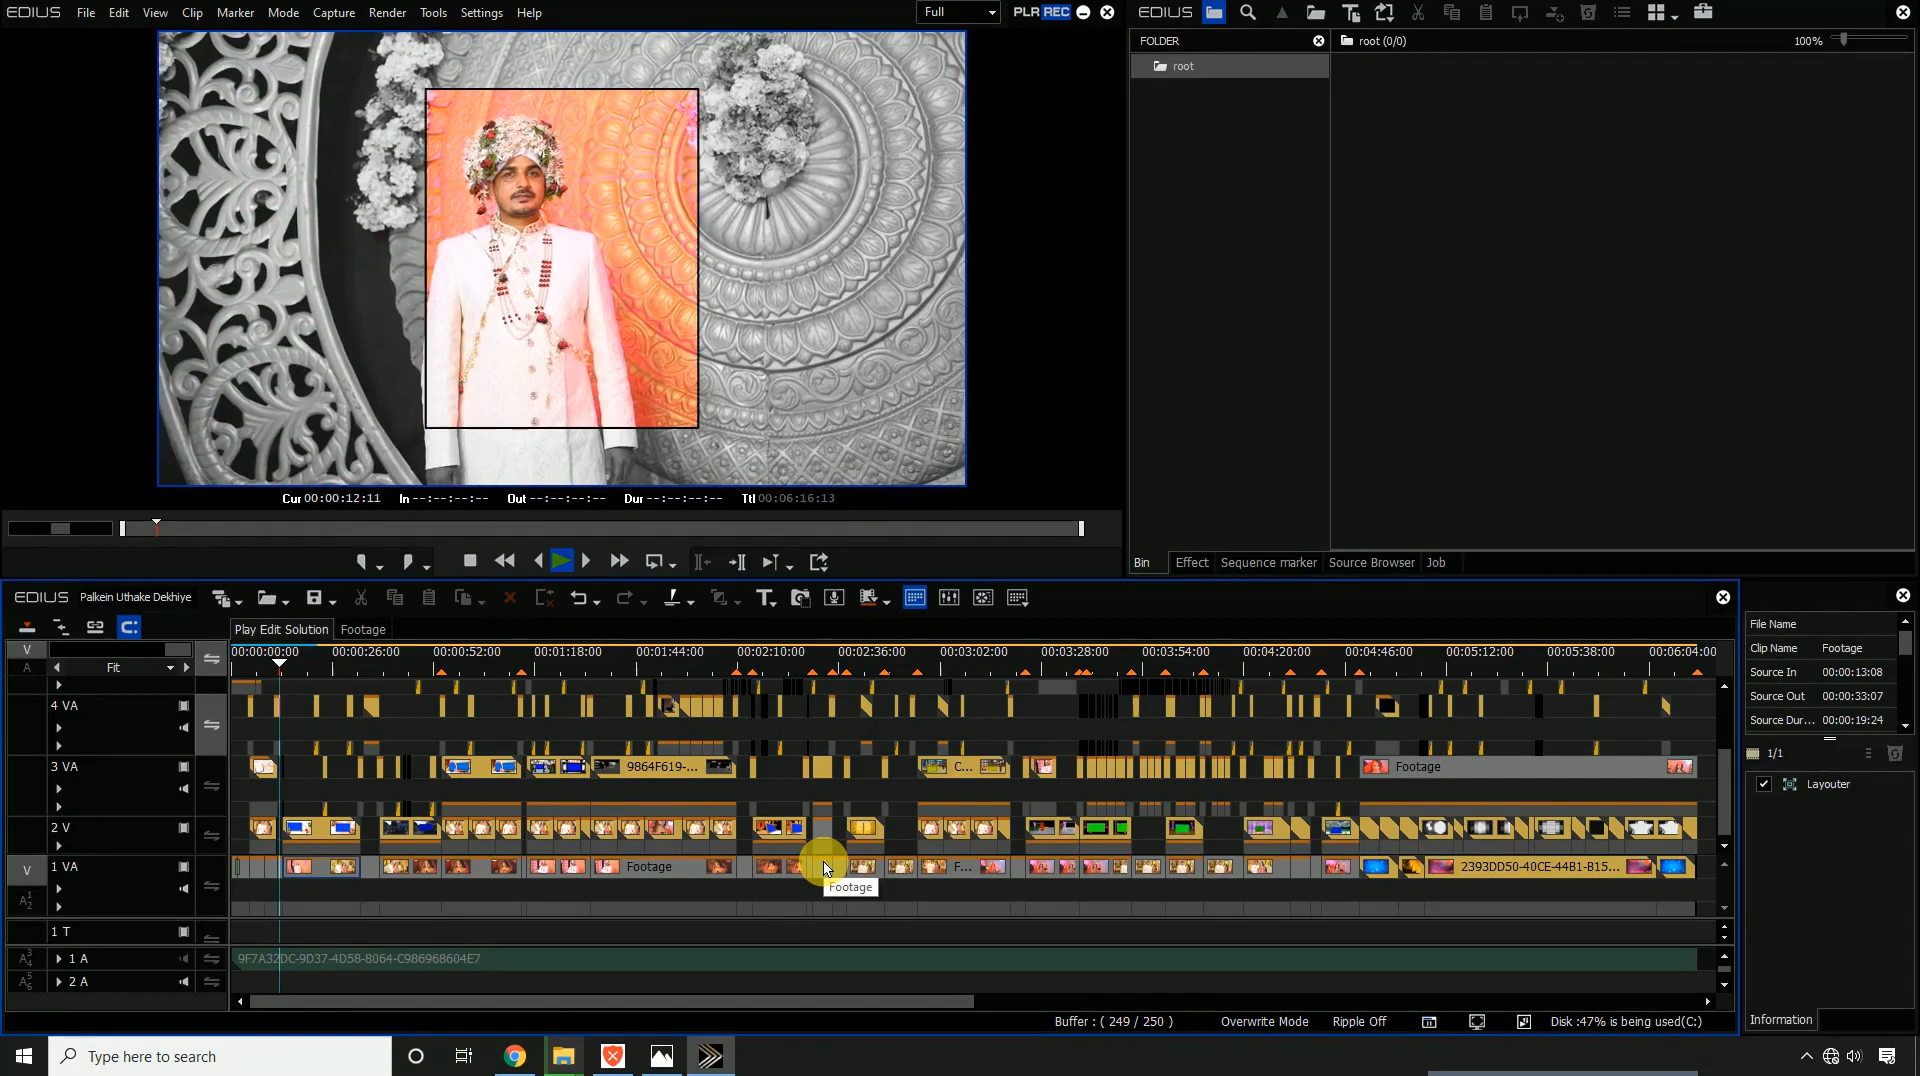 EDIUS File Edit View Clip Marker Mode Capture Render Tools Settings Help Full PLR REC
EDIUS
FOLDER
root (0/0)
100%
root
Cur 00:00:12:11 In --:--:--:-- Out --:--:--:-- Dur --:--:--:-- Ttl 00:06:16:13
Bin Effect Sequence marker Source Browser Job
EDIUS Palkein Uthake Dekhiye
Play Edit Solution Footage
V
A Fit
00:00:00:00 00:00:26:00 00:00:52:00 00:01:18:00 00:01:44:00 00:02:10:00 00:02:36:00 00:03:02:00 00:03:28:00 00:03:54:00 00:04:20:00 00:04:46:00 00:05:12:00 00:05:38:00 00:06:04:00
4 VA
3 VA 9864F619-... C... Footage
2 V
V 1 VA Footage F... 2393DD50-40CE-44B1-B15...
Footage
A 1 2
1 T
A 3 4 1 A 9F7A32DC-9D37-4D58-8064-C986968604E7
A 5 6 2 A
Buffer : ( 249 / 250 ) Overwrite Mode Ripple Off Disk :47% is being used(C:)
File Name
Clip Name Footage
Source In 00:00:13:08
Source Out 00:00:33:07
Source Dur... 00:00:19:24
1/1
Layouter
Information
Type here to search